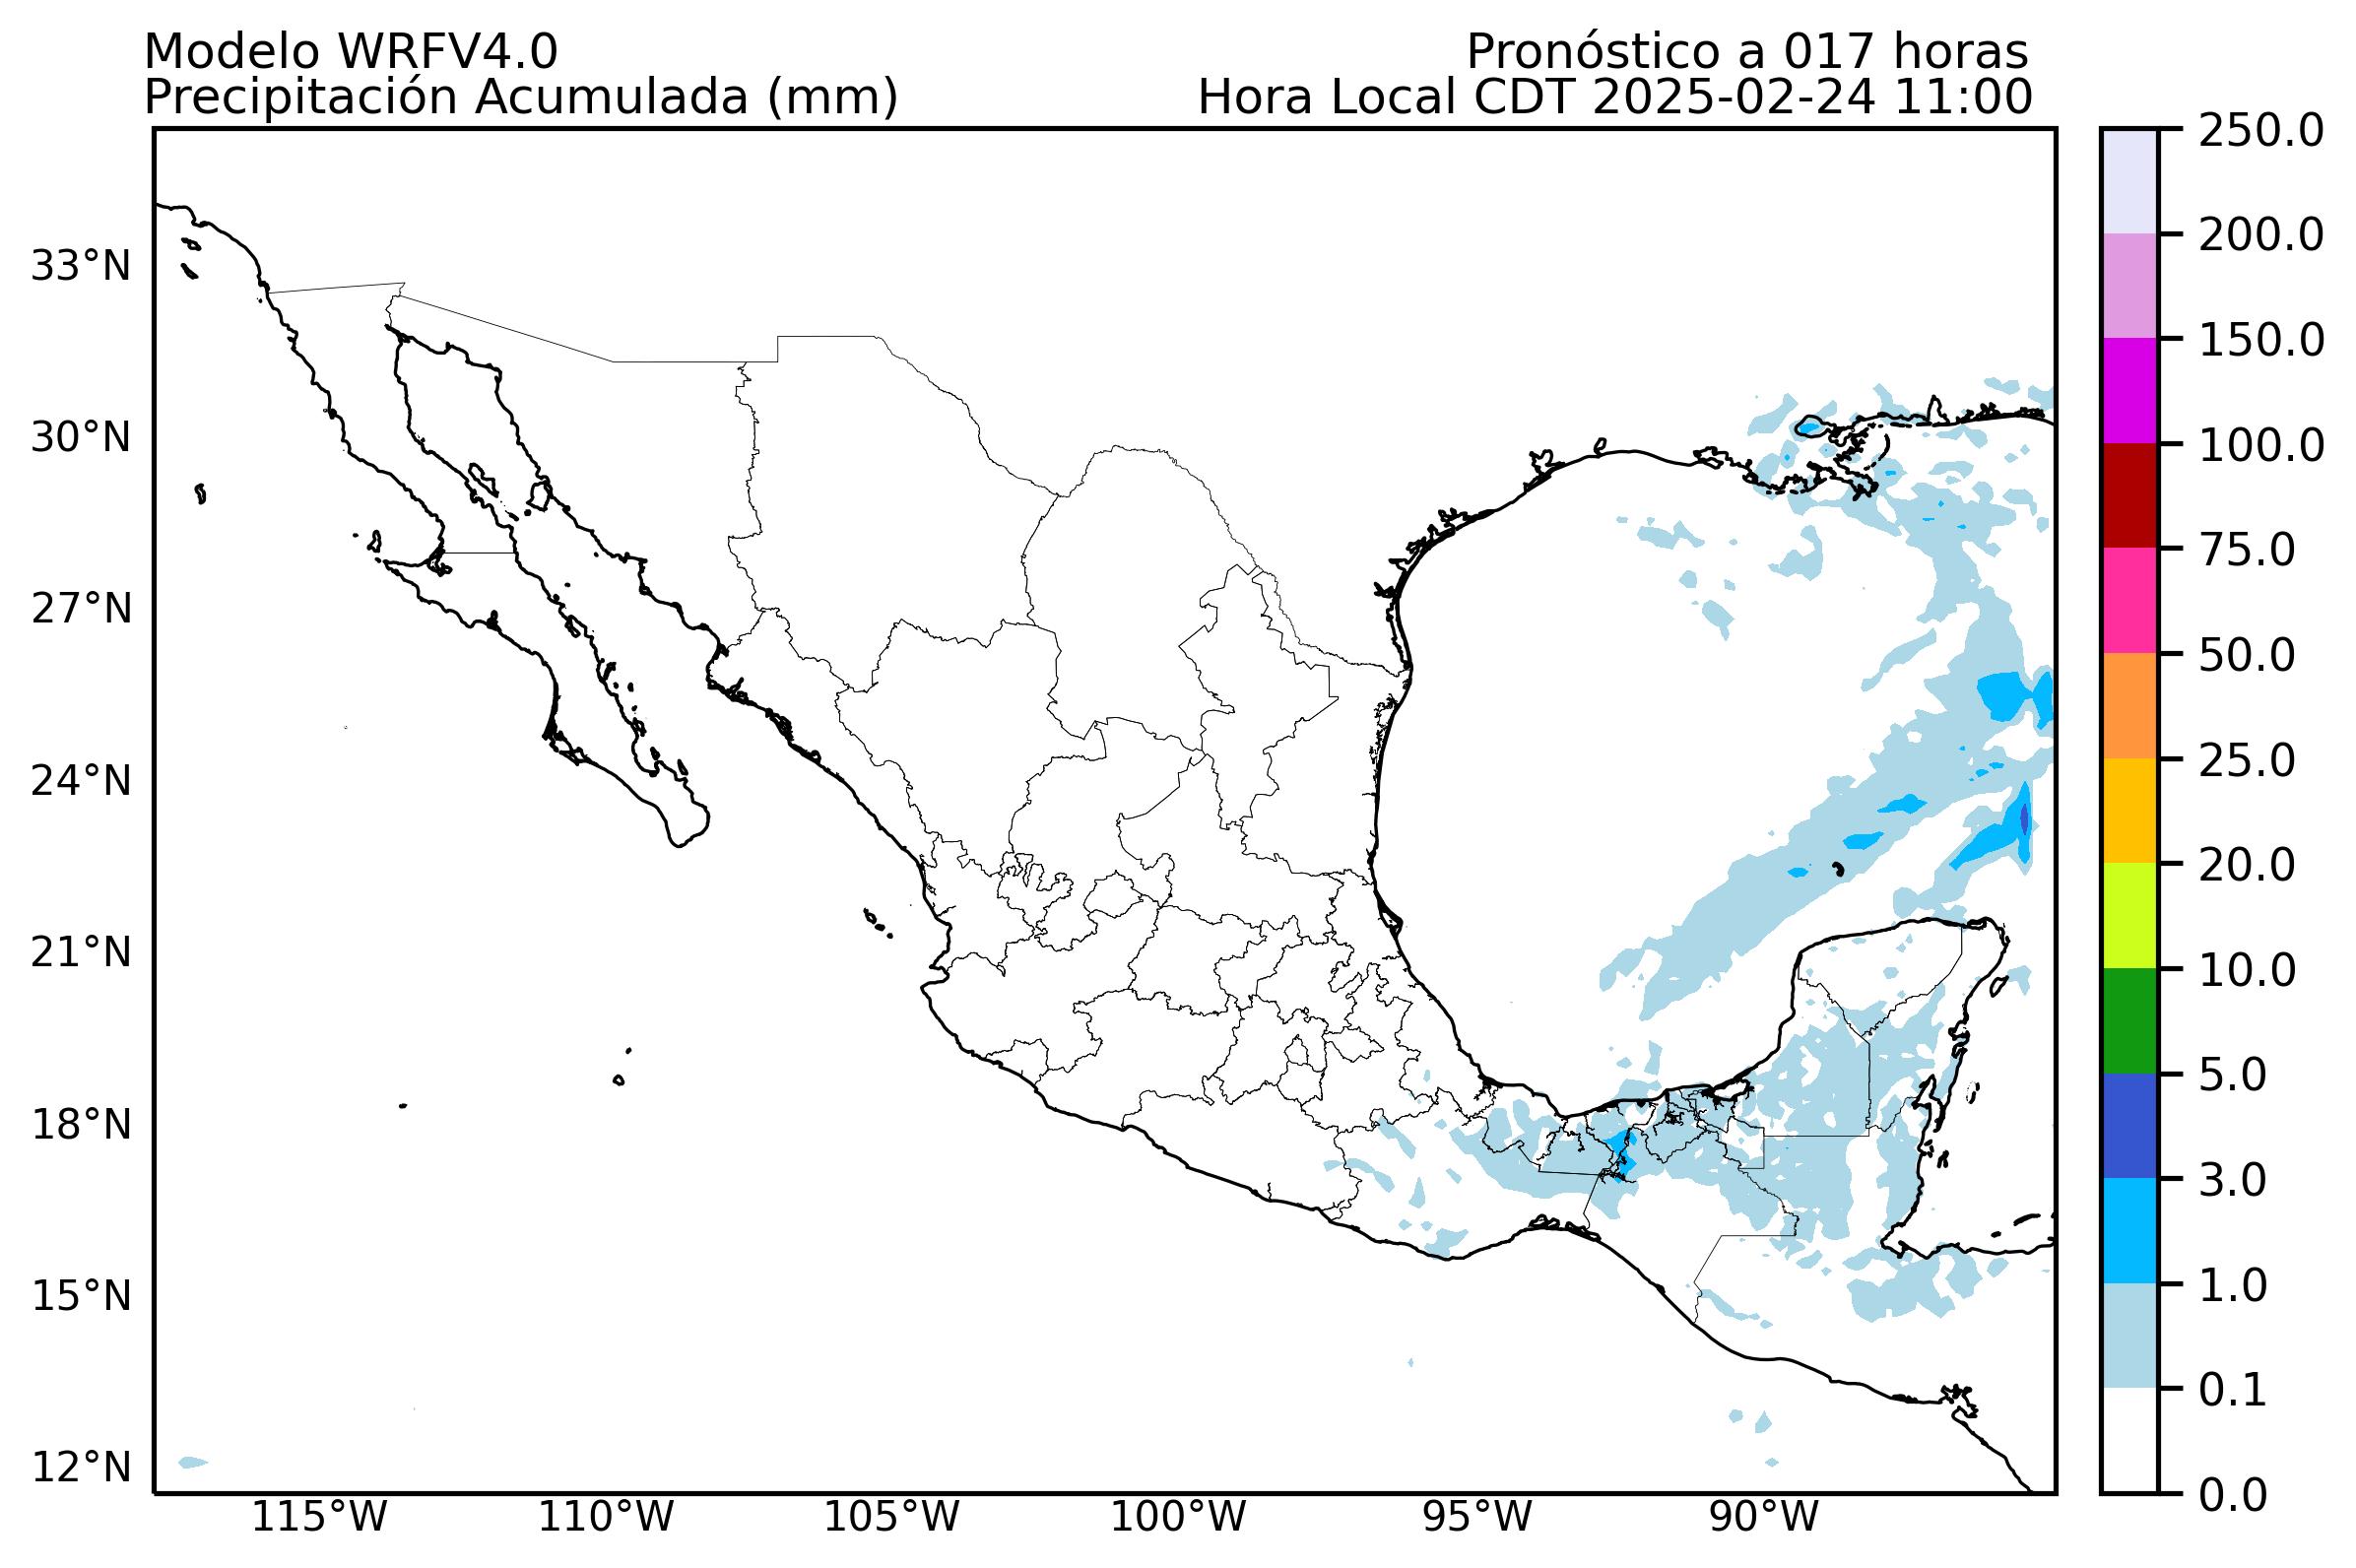 Modelo WRFV4.0
Pronóstico a 017 horas
Precipitación Acumulada (mm)
Hora Local CDT 2025-02-24 11:00
33°N
30°N
27°N
24°N
21°N
18°N
15°N
12°N
115°W
110°W
105°W
100°W
95°W
90°W
250.0
200.0
150.0
100.0
75.0
50.0
25.0
20.0
10.0
5.0
3.0
1.0
0.1
0.0